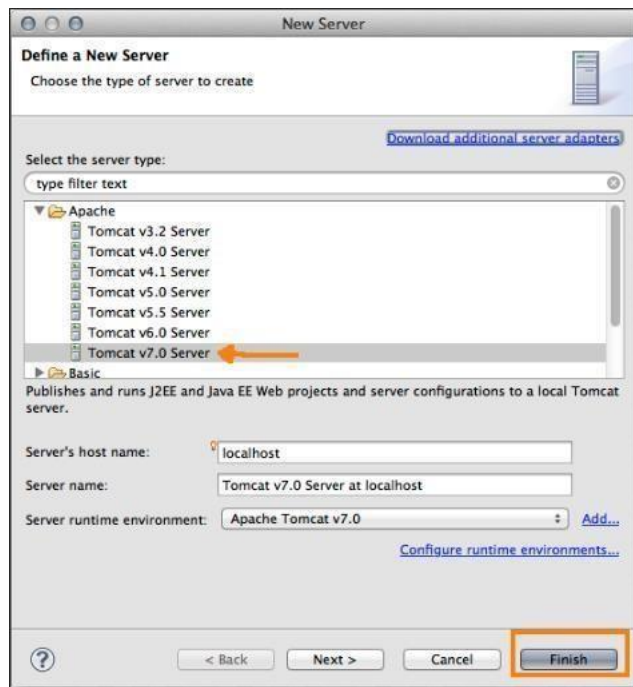 New Server
Define a New Server
Choose the type of server to create
Download additional server adapters
Select the server type:
type filter text
Apache
Tomcat v3.2 Server
Tomcat v4.0 Server
Tomcat v4.1 Server
Tomcat v5.0 Server
Tomcat v5.5 Server
Tomcat v6.0 Server
Tomcat v7.0 Server
Basic
Publishes and runs J2EE and Java EE Web projects and server configurations to a local Tomcat
server.
Server's host name: localhost
Server name: Tomcat v7.0 Server at localhost
Server runtime environment: Apache Tomcat v7.0 Add...
Configure runtime environments...
? < Back Next > Cancel Finish